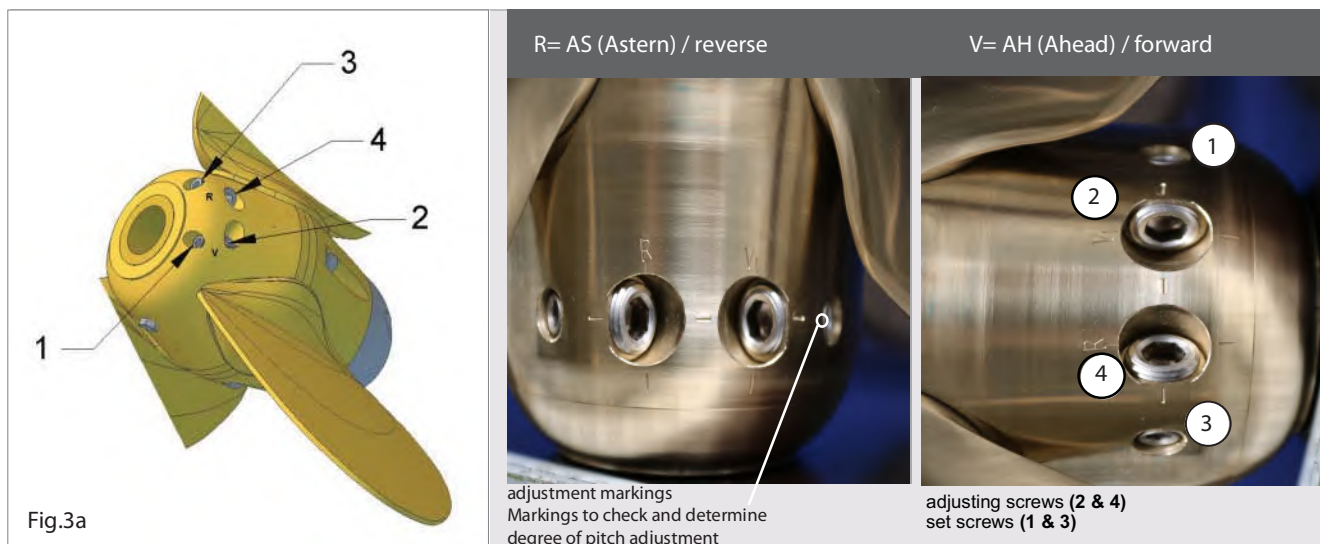 3
4
R
2
V
1
Fig.3a
R= AS (Astern) / reverse
R
V
adjustment markings
Markings to check and determine
degree of pitch adjustment
V= AH (Ahead) / forward
1
2
V
R
4
3
adjusting screws (2 & 4)
set screws (1 & 3)